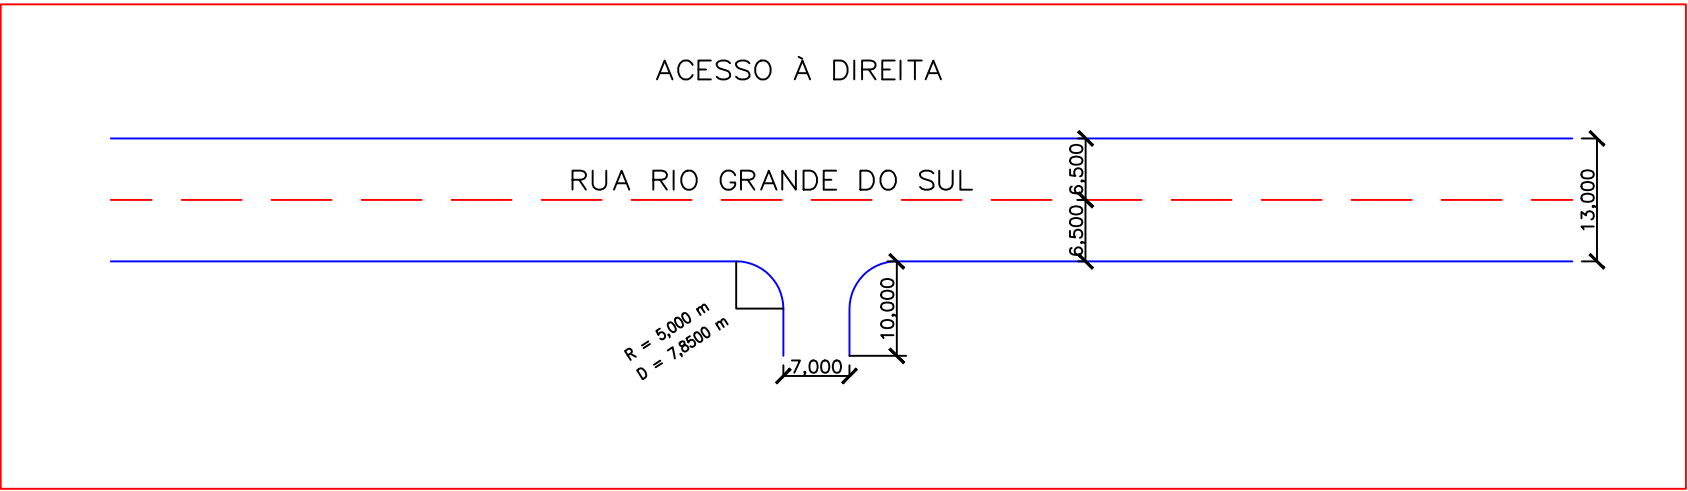 ACESSO À DIREITA
RUA RIO GRANDE DO SUL
6,500
6,500
13,000
10,000
R = 5,000 m
D = 7,8500 m
7,000